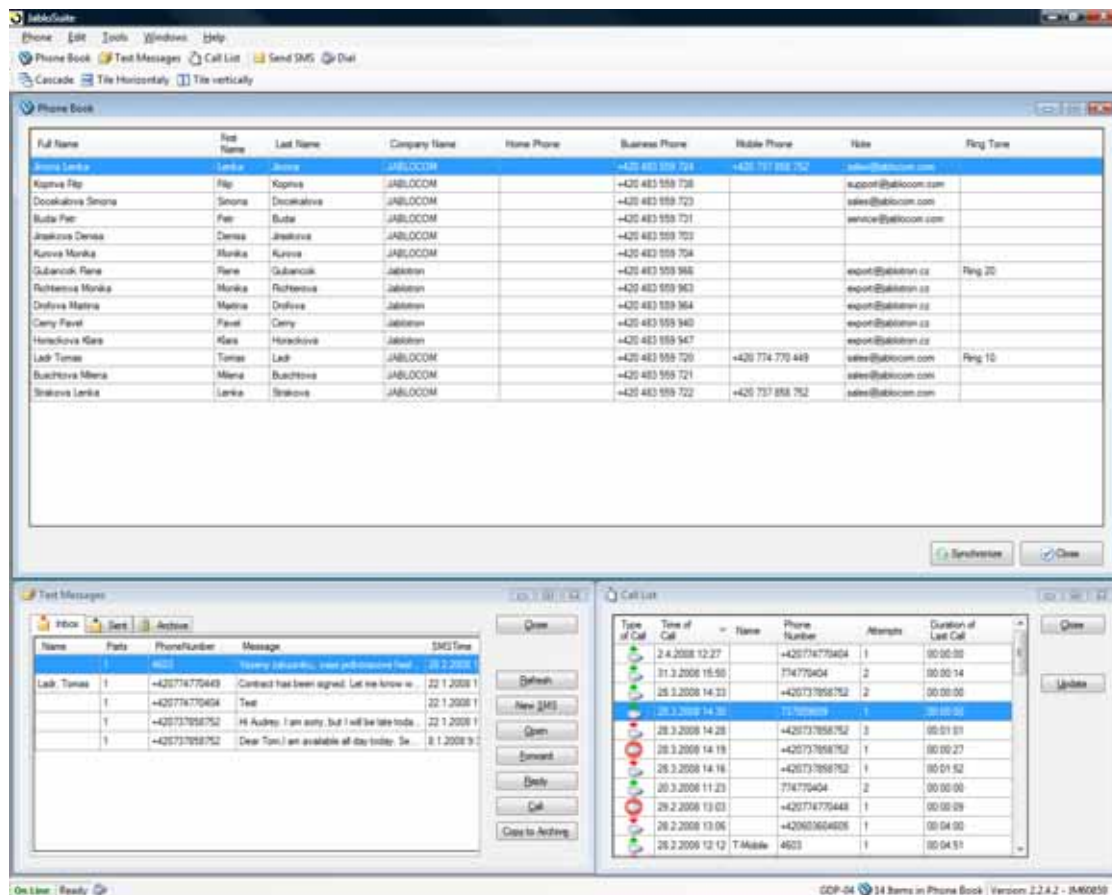 JabloSuite
Phone Edit Tools Windows Help
Phone Book Text Messages Call List Send SMS Dial
Cascade Tile Horizontaly Tile vertically
Phone Book
Full Name First Name Last Name Company Name Home Phone Business Phone Mobile Phone Note Ring Tone
Lenka JABLOCOM +420 483 559 724 +420 737 858 752 sales@jablocom.com
Kopriva Filip Filip Kopriva JABLOCOM +420 483 559 738 support@jablocom.com
Docekalova Simona Simona Docekalova JABLOCOM +420 483 559 723 sales@jablocom.com
Budai Petr Petr Budai JABLOCOM +420 483 559 731 service@jablocom.com
Jirsakova Denisa Denisa Jirsakova JABLOCOM +420 483 559 703
Kurova Monika Monika Kurova JABLOCOM +420 483 559 704
Gubancok Rene Rene Gubancok Jablotron +420 483 559 966 export@jablotron.cz Ring 20
Richterova Monika Monika Richterova Jablotron +420 483 559 963 export@jablotron.cz
Drofova Martina Martina Drofova Jablotron +420 483 559 964 export@jablotron.cz
Cerny Pavel Pavel Cerny Jablotron +420 483 559 940 export@jablotron.cz
Horackova Klara Klara Horackova Jablotron +420 483 559 947 export@jablotron.cz
Ladr Tomas Tomas Ladr JABLOCOM +420 483 559 720 +420 774 770 449 sales@jablocom.com Ring 10
Buschtova Milena Milena Buschtova JABLOCOM +420 483 559 721 sales@jablocom.com
Strakova Lenka Lenka Strakova JABLOCOM +420 483 559 722 +420 737 858 752 sales@jablocom.com
Synchronize Close
Text Messages
Inbox Sent Archive
Name Parts PhoneNumber Message SMSTime
1 4603
Ladr, Tomas 1 +420774770449 Contract has been signed. Let me know w... 22.1.2008 1
1 +420774770404 Test 22.1.2008 1
1 +420737858752 Hi Audrey. I am sorry, but I will be late toda... 22.1.2008 1
1 +420737858752 Dear Tom,I am available all day today. Se... 8.1.2008 9:
Close
Refresh
New SMS
Open
Forward
Reply
Call
Copy to Archive
Call List
Type of Call Time of Call Name Phone Number Attempts Duration of Last Call
2.4.2008 12:27 +420774770404 1 00:00:00
31.3.2008 15:50 774770404 2 00:00:14
28.3.2008 14:33 +420737858752 2 00:00:00
28.3.2008 14:30 1 00:00:00
28.3.2008 14:28 +420737858752 3 00:01:01
28.3.2008 14:19 +420737858752 1 00:00:27
28.3.2008 14:16 +420737858752 1 00:01:52
20.3.2008 11:23 774770404 2 00:00:00
29.2.2008 13:03 +420774770448 1 00:00:09
28.2.2008 13:06 +420603604605 1 00:04:00
28.2.2008 12:12 T-Mobile 4603 1 00:04:51
Close
Update
On Line Ready GDP-04 14 Items in Phone Book Version: 2.2.4.2 - JM60839